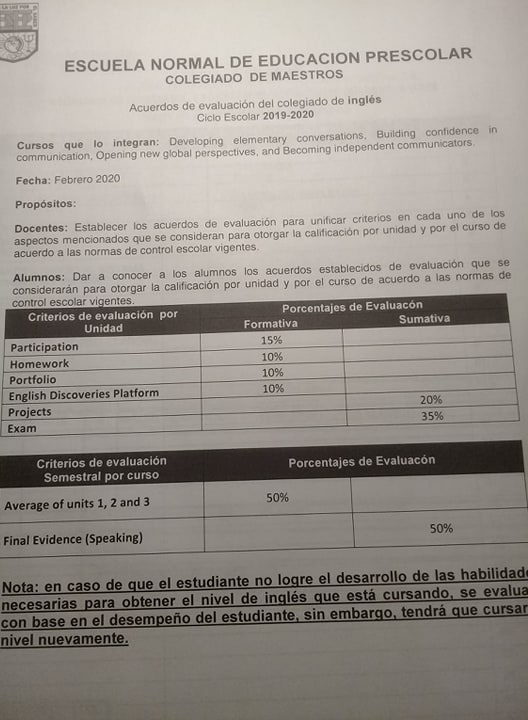 ESCUELA NORMAL DE EDUCACION PRESCOLAR
COLEGIADO DE MAESTROS
Acuerdos de evaluación del colegiado de inglés
Ciclo Escolar 2019-2020
Cursos que lo integran: Developing elementary conversations, Building confidence in
communication, Opening new global perspectives, and Becoming independent communicators.
Fecha: Febrero 2020
Propósitos:
Docentes: Establecer los acuerdos de evaluación para unificar criterios en cada uno de los
aspectos mencionados que se consideran para otorgar la calificación por unidad y por el curso de
acuerdo a las normas de control escolar vigentes.
Alumnos: Dar a conocer a los alumnos los acuerdos establecidos de evaluación que se
considerarán para otorgar la calificación por unidad y por el curso de acuerdo a las normas de
control escolar vigentes.
Criterios de evaluación por Unidad Porcentajes de Evaluacón
Formativa Sumativa
Participation 15%
Homework 10%
Portfolio 10%
English Discoveries Platform 10%
Projects 20%
Exam 35%
Criterios de evaluación Semestral por curso Porcentajes de Evaluacón
Average of units 1, 2 and 3 50%
Final Evidence (Speaking) 50%
Nota: en caso de que el estudiante no logre el desarrollo de las habilidade
necesarias para obtener el nivel de inglés que está cursando, se evalua
con base en el desempeño del estudiante, sin embargo, tendrá que cursar
nivel nuevamente.